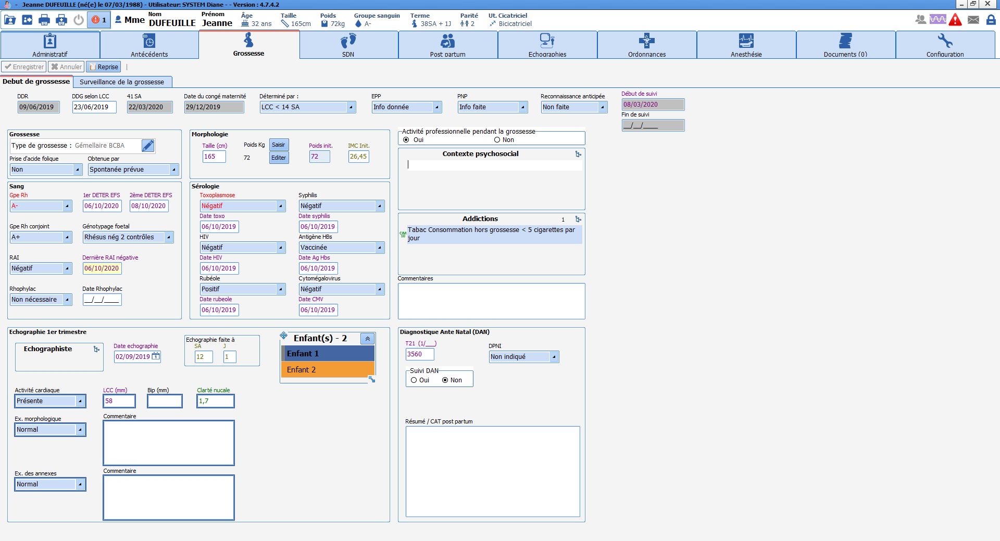 - Jeanne DUFEUILLE (né(e) le 07/03/1988) - Utilisateur: SYSTEM Diane - - Version : 4.7.4.2
1 Mme
Nom
DUFEUILLE
Prénom
Jeanne
Âge
32 ans
Taille
165cm
Poids
72kg
Groupe sanguin
A-
Terme
38SA + 1J
Parité
2
Ut. Cicatriciel
Bicicatriciel
Administratif
Antécédents
Grossesse
SDN
Post partum
Echographies
Ordonnances
Anesthésie
Documents (0)
Configuration
Enregistrer Annuler Reprise |
Debut de grossesse Surveillance de la grossesse
DDR
09/06/2019
DDG selon LCC
23/06/2019
41 SA
22/03/2020
Date du congé maternité
29/12/2019
Déterminé par :
LCC < 14 SA
EPP
Info donnée
PNP
Info faite
Reconnaissance anticipée
Non faite
Début de suivi
08/03/2020
Fin de suivi
__/__/____
Grossesse
Type de grossesse : Gémellaire BCBA
Prise d'acide folique
Non
Obtenue par
Spontanée prévue
Morphologie
Taille (cm)
165
Poids Kg
72
Saisir
Editer
Poids init.
72
IMC Init.
26,45
Activité professionnelle pendant la grossesse
Oui Non
Contexte psychosocial
Sang
Gpe Rh
A-
1er DETER EFS
06/10/2020
2ème DETER EFS
08/10/2020
Gpe Rh conjoint
A+
Génotypage foetal
Rhésus nég 2 contrôles
RAI
Négatif
Dernière RAI négative
06/10/2020
Rhophylac
Non nécessaire
Date Rhophylac
__/__/____
Sérologie
Toxoplasmose
Négatif
Date toxo
06/10/2019
HIV
Négatif
Date HIV
06/10/2019
Rubéole
Positif
Date rubeole
06/10/2019
Syphilis
Négatif
Date syphilis
06/10/2019
Antigène HBs
Vaccinée
Date Ag Hbs
06/10/2019
Cytomégalovirus
Négatif
Date CMV
06/10/2019
Addictions 1
CIM 10
Tabac Consommation hors grossesse < 5 cigarettes par
jour
Commentaires
Echographie 1er trimestre
Echographiste
Date echographie
02/09/2019
Echographie faite à
SA J
12 1
Enfant(s) - 2
Enfant 1
Enfant 2
Activité cardiaque
Présente
LCC (mm)
58
Bip (mm)
Clarté nucale
1,7
Ex. morphologique
Normal
Commentaire
Ex. des annexes
Normal
Commentaire
Diagnostique Ante Natal (DAN)
T21 (1/___)
3560
DPNI
Non indiqué
Suivi DAN
Oui Non
Résumé / CAT post partum